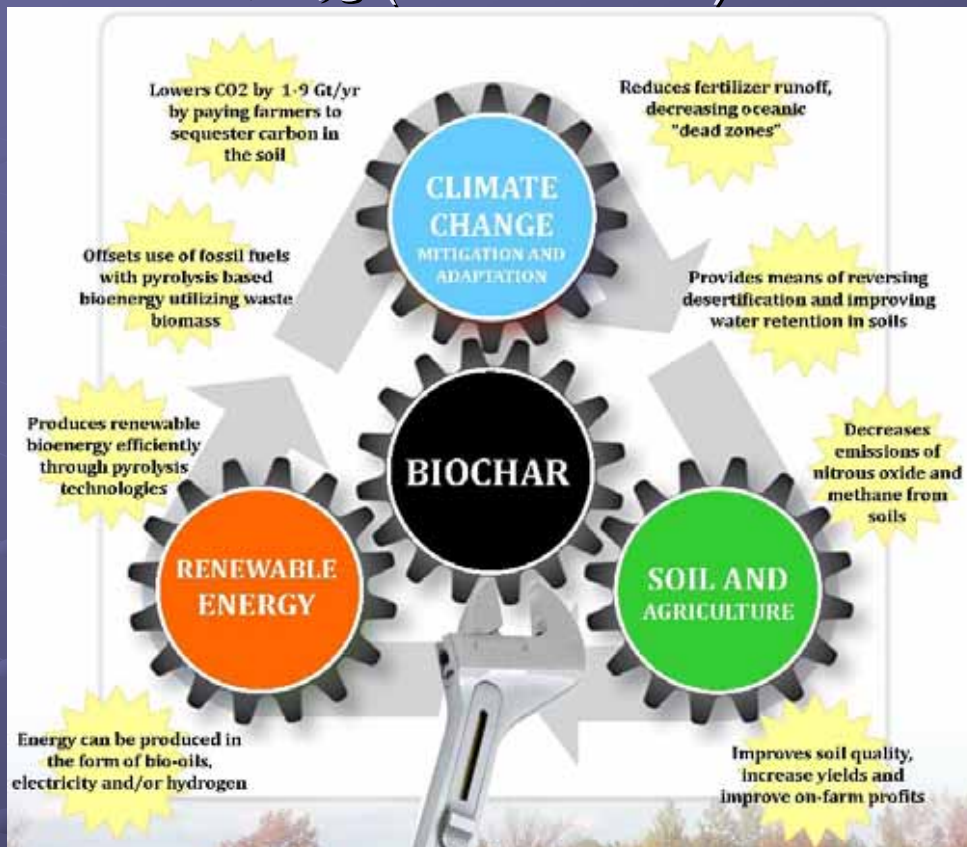 Lowers CO2 by 1-9 Gt/yr
by paying farmers to
sequester carbon in
the soil
Reduces fertilizer runoff,
decreasing oceanic
"dead zones"
CLIMATE
CHANGE
MITIGATION AND
ADAPTATION
Offsets use of fossil fuels
with pyrolysis based
bioenergy utilizing waste
biomass
Provides means of reversing
desertification and improving
water retention in soils
Produces renewable
bioenergy efficiently
through pyrolysis
technologies
BIOCHAR
Decreases
emissions of
nitrous oxide and
methane from
soils
RENEWABLE
ENERGY
SOIL AND
AGRICULTURE
Energy can be produced in
the form of bio-oils,
electricity and/or hydrogen
Improves soil quality,
increase yields and
improve on-farm profits